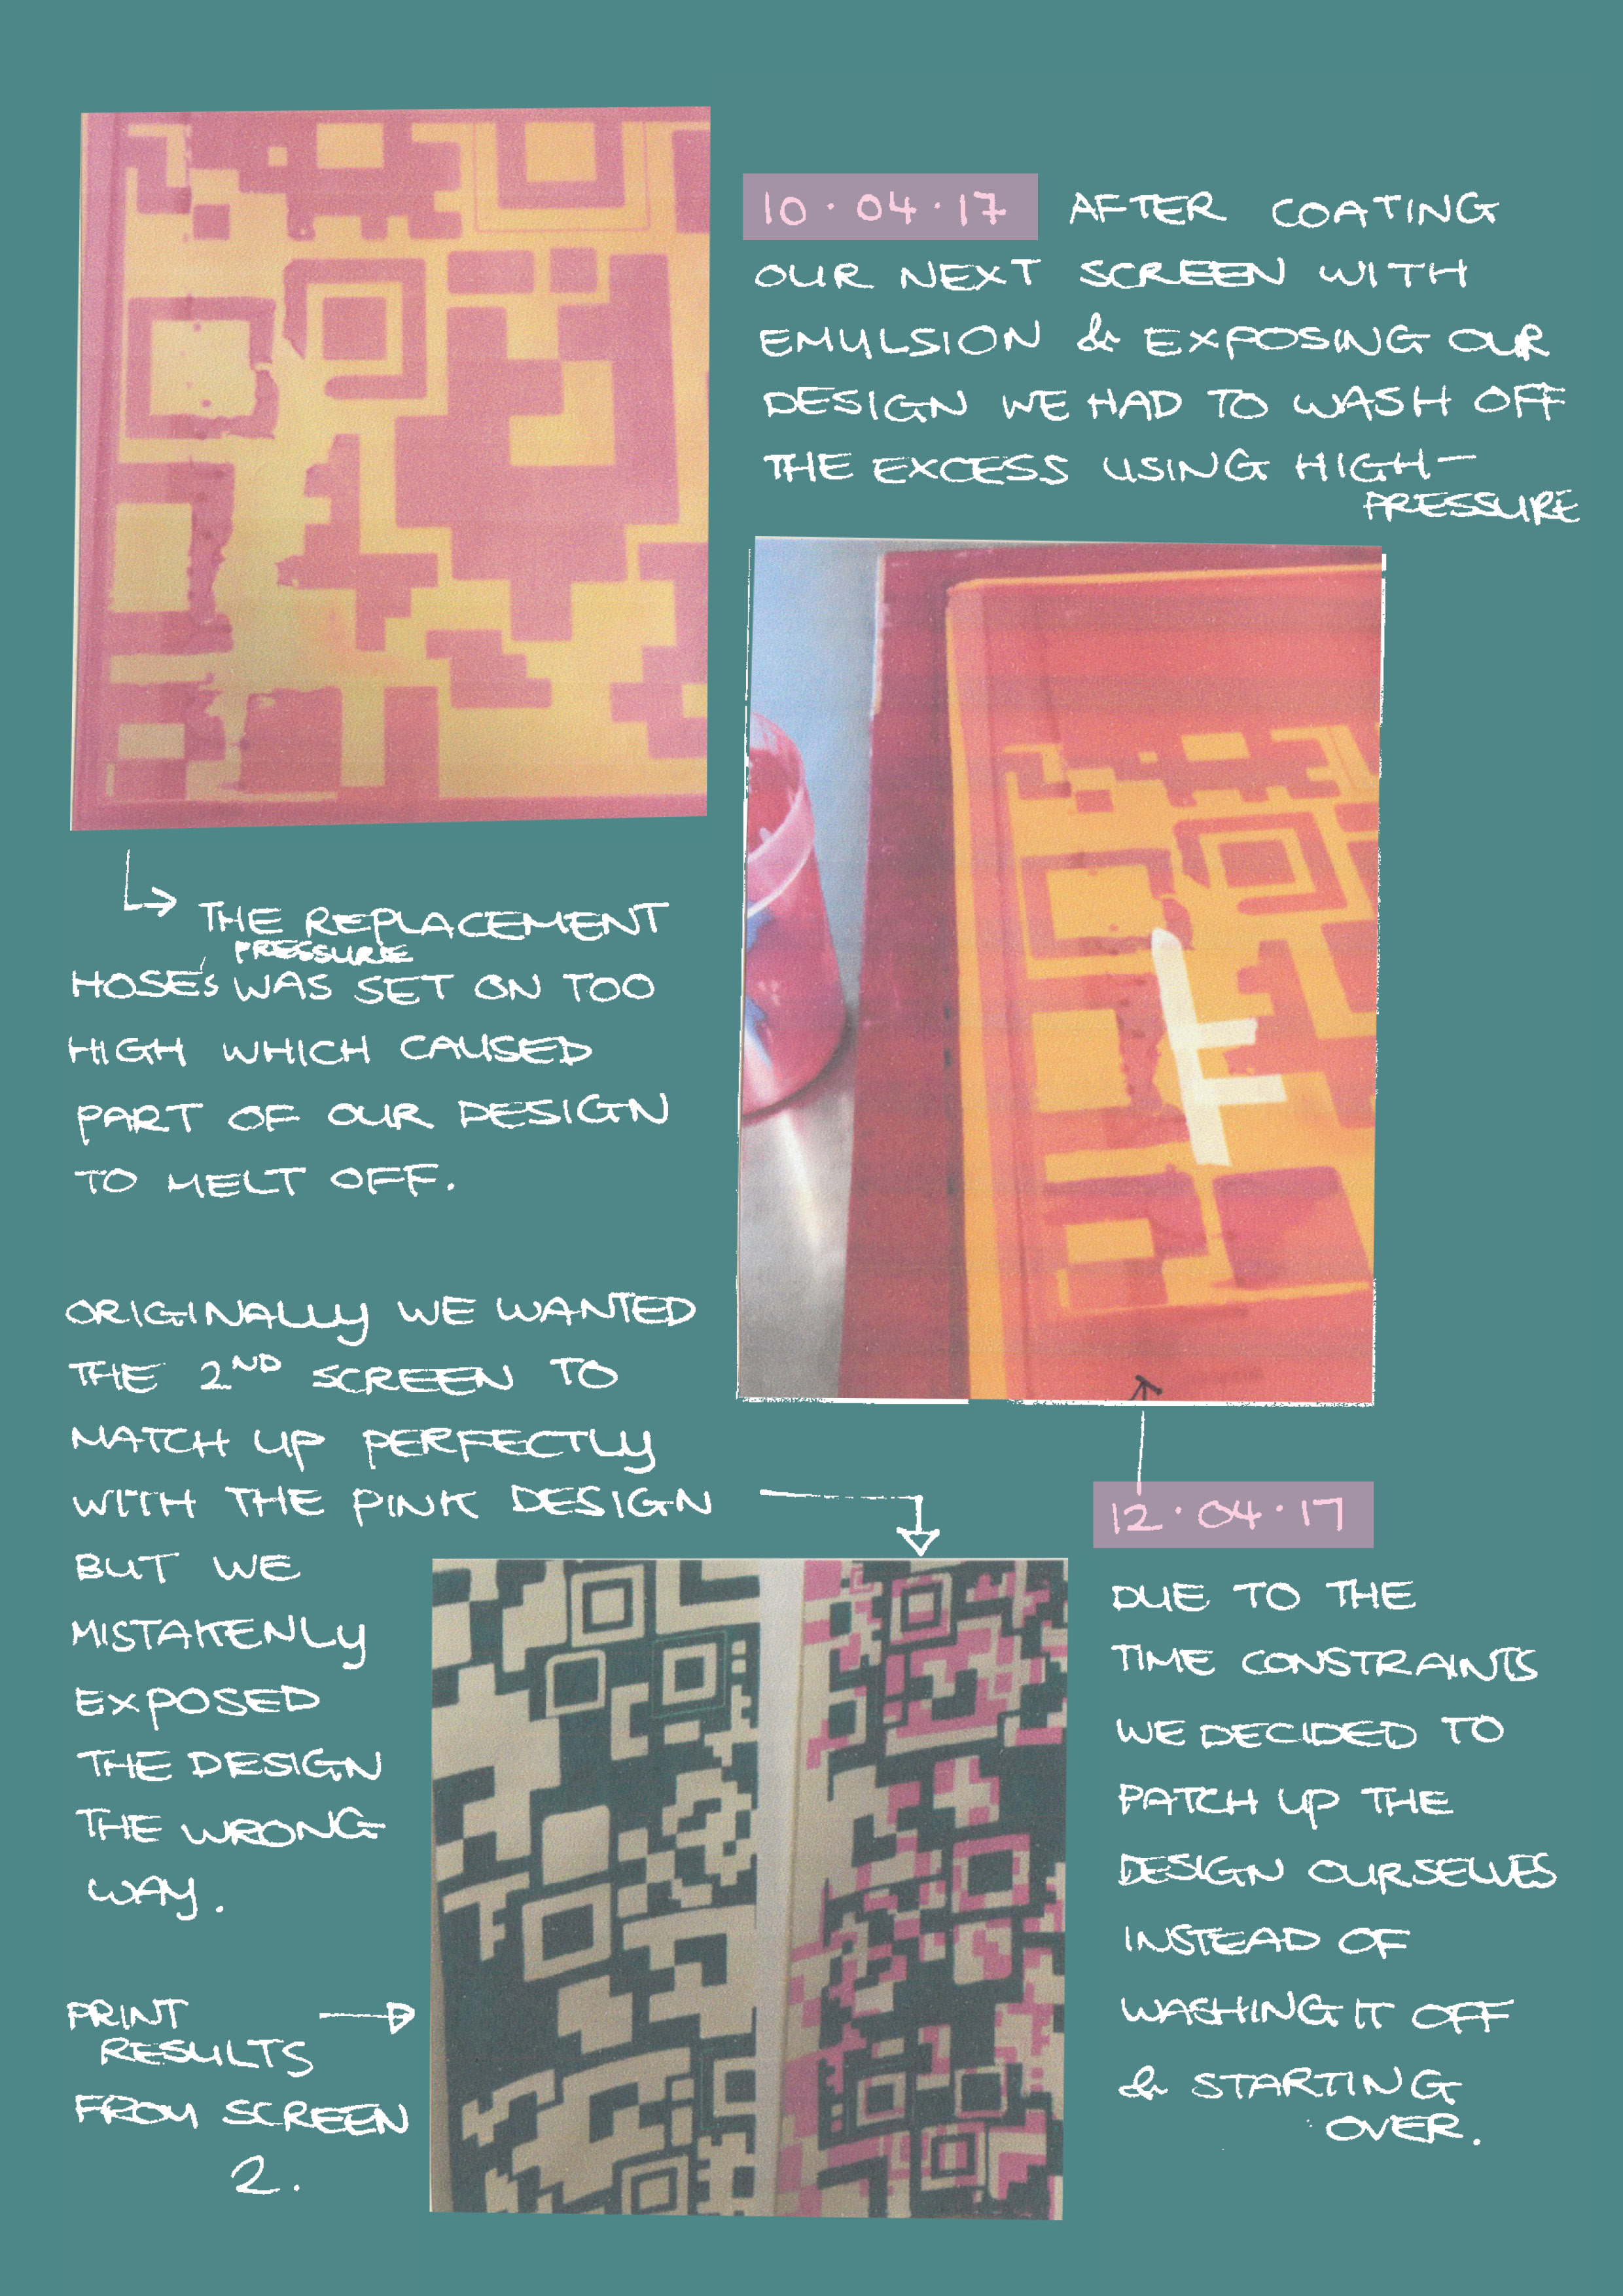 10·04·17 AFTER COATING
OUR NEXT SCREEN WITH
EMULSION & EXPOSING OUR
DESIGN WE HAD TO WASH OFF
THE EXCESS USING HIGH-
PRESSURE
THE REPLACEMENT
PRESSURE
HOSE'S WAS SET ON TOO
HIGH WHICH CAUSED
PART OF OUR DESIGN
TO MELT OFF.
ORIGINALLY WE WANTED
THE 2ND SCREEN TO
MATCH UP PERFECTLY
WITH THE PINK DESIGN
BUT WE
MISTAKENLY
EXPOSED
THE DESIGN
THE WRONG
WAY.
PRINT
RESULTS
FROM SCREEN
2.
12·04·17
DUE TO THE
TIME CONSTRAINTS
WE DECIDED TO
PATCH UP THE
DESIGN OURSELVES
INSTEAD OF
WASHING IT OFF
& STARTING
OVER.